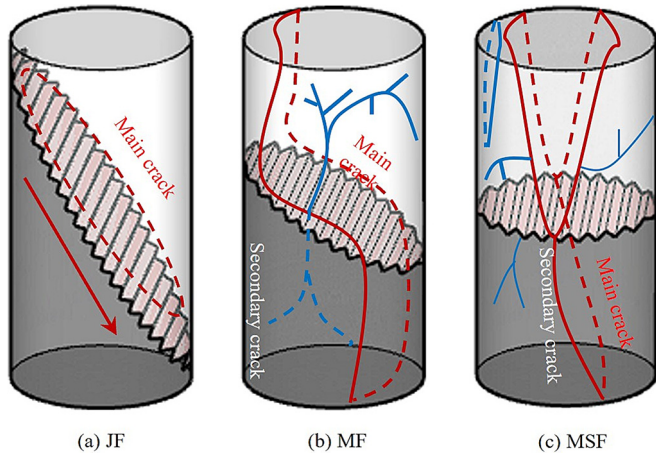 Main crack
Main
crack
Secondary crack
Secondary crack
Main crack
(a) JF
(b) MF
(c) MSF